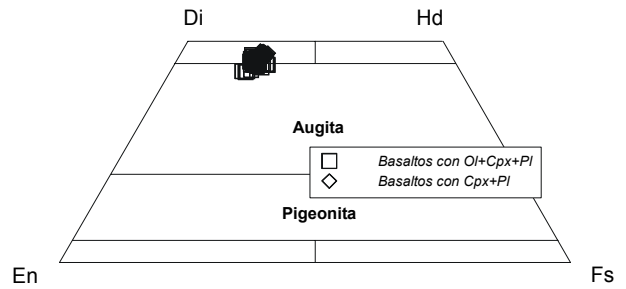 Di Hd
Augita
Basaltos con Ol+Cpx+Pl
Basaltos con Cpx+Pl
Pigeonita
En Fs